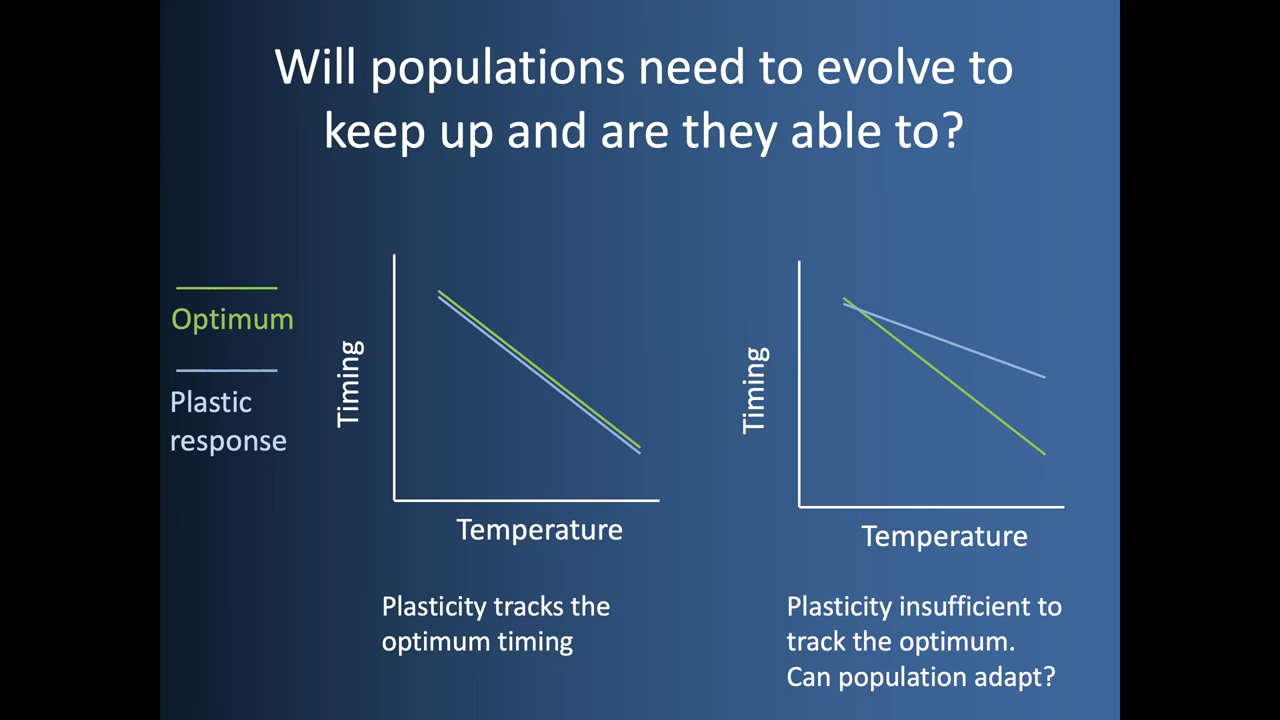 Will populations need to evolve to
keep up and are they able to?
Optimum
Plastic
response
Timing
Temperature
Plasticity tracks the
optimum timing
Timing
Temperature
Plasticity insufficient to
track the optimum.
Can population adapt?